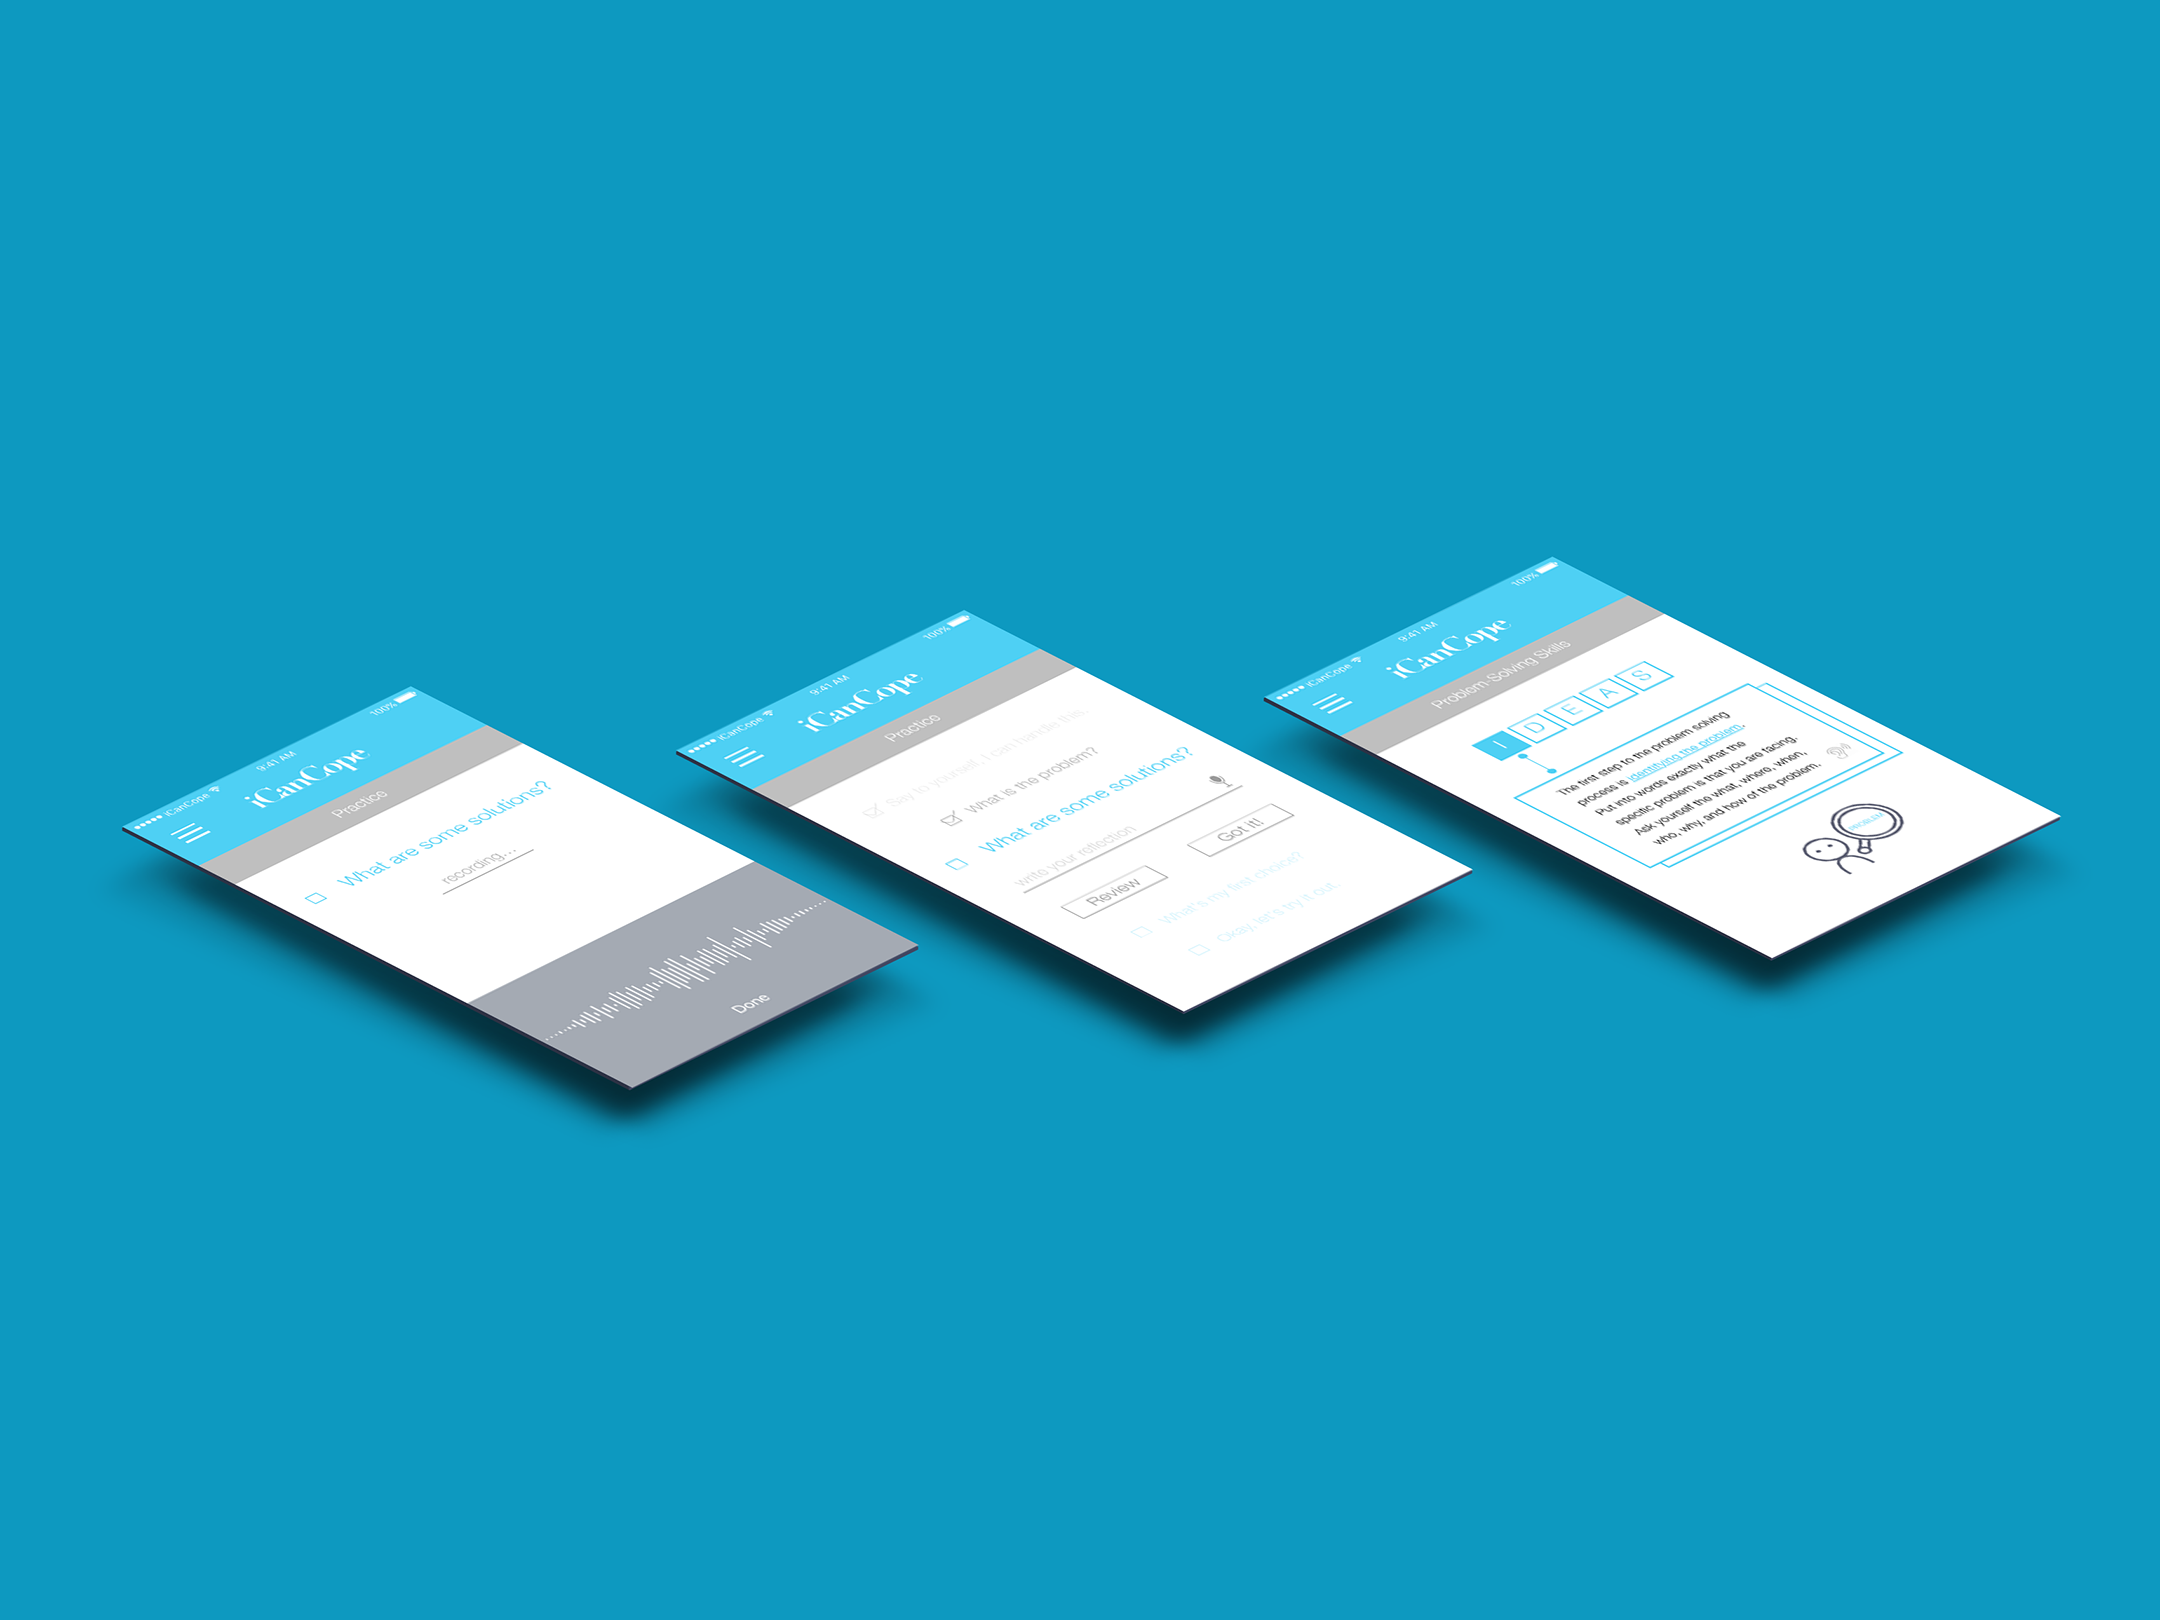 iCanCope 9:41 AM 100%
iCanCope
Practice
What are some solutions?
recording...
Done
iCanCope 9:41 AM 100%
iCanCope
Practice
Say to yourself, I can handle this.
What is the problem?
What are some solutions?
write your reflection
Review
Got it!
What's my first choice?
Okay, let's try it out.
iCanCope 9:41 AM 100%
iCanCope
Problem-Solving Skills
I D E A S
The first step to the problem solving
process is identifying the problem.
Put into words exactly what the
specific problem is that you are facing.
Ask yourself the what, where, when,
who, why, and how of the problem.
PROBLEM